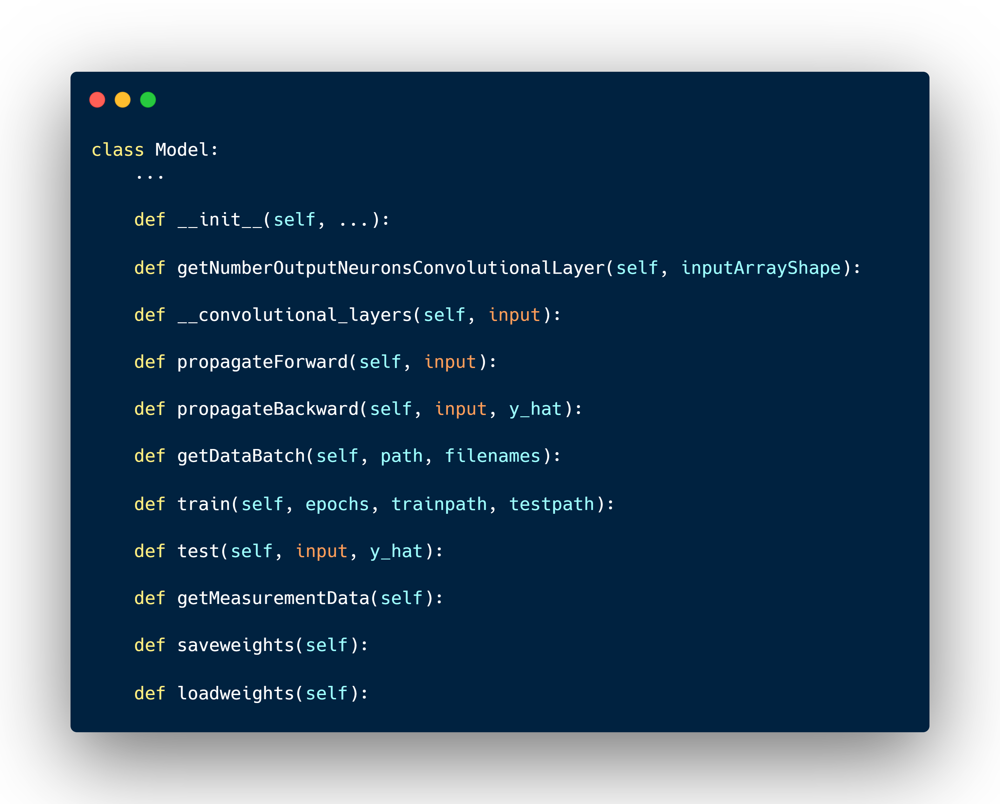 class Model:
    ...
    def __init__(self, ...):
    def getNumberOutputNeuronsConvolutionalLayer(self, inputArrayShape):
    def __convolutional_layers(self, input):
    def propagateForward(self, input):
    def propagateBackward(self, input, y_hat):
    def getDataBatch(self, path, filenames):
    def train(self, epochs, trainpath, testpath):
    def test(self, input, y_hat):
    def getMeasurementData(self):
    def saveweights(self):
    def loadweights(self):